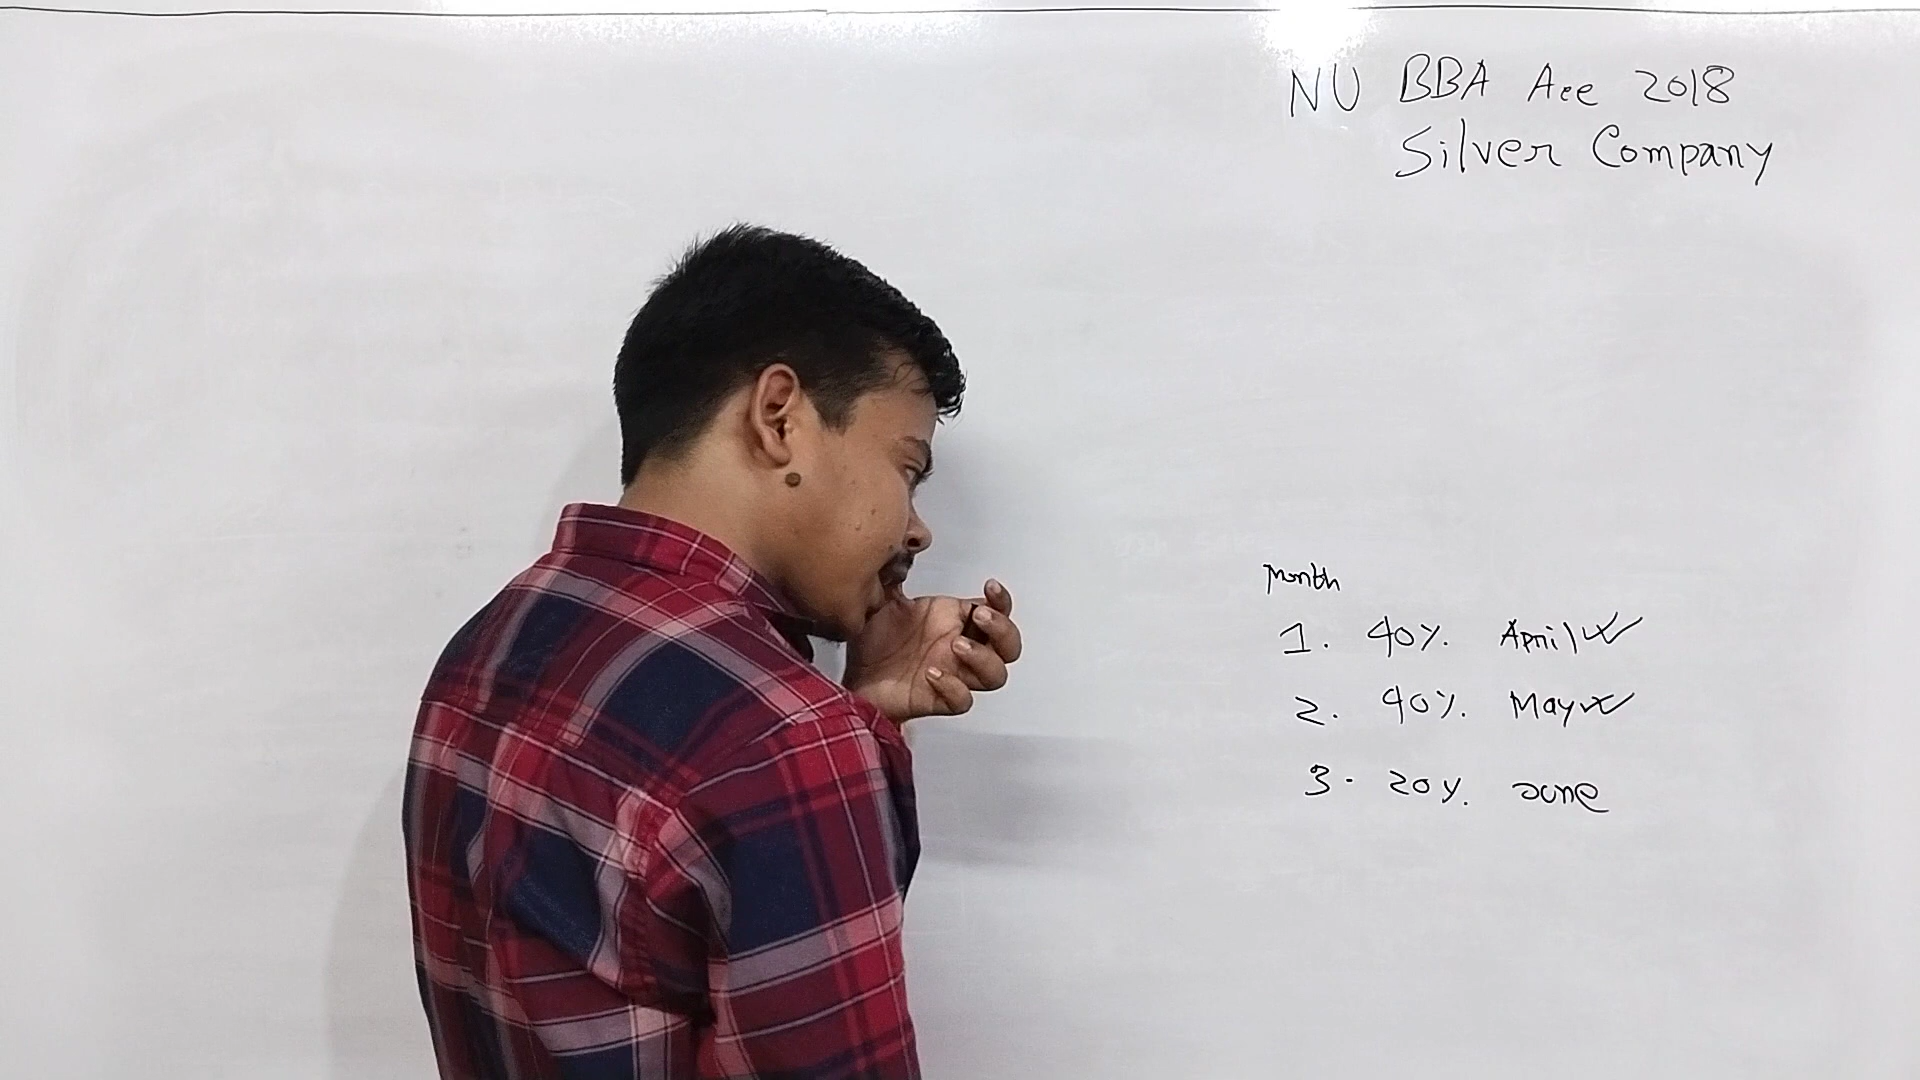 NU BBA Acc 2018
Silver Company
Month
1. 40%. April ✓
2. 40%. May ✓
3. 20%. June